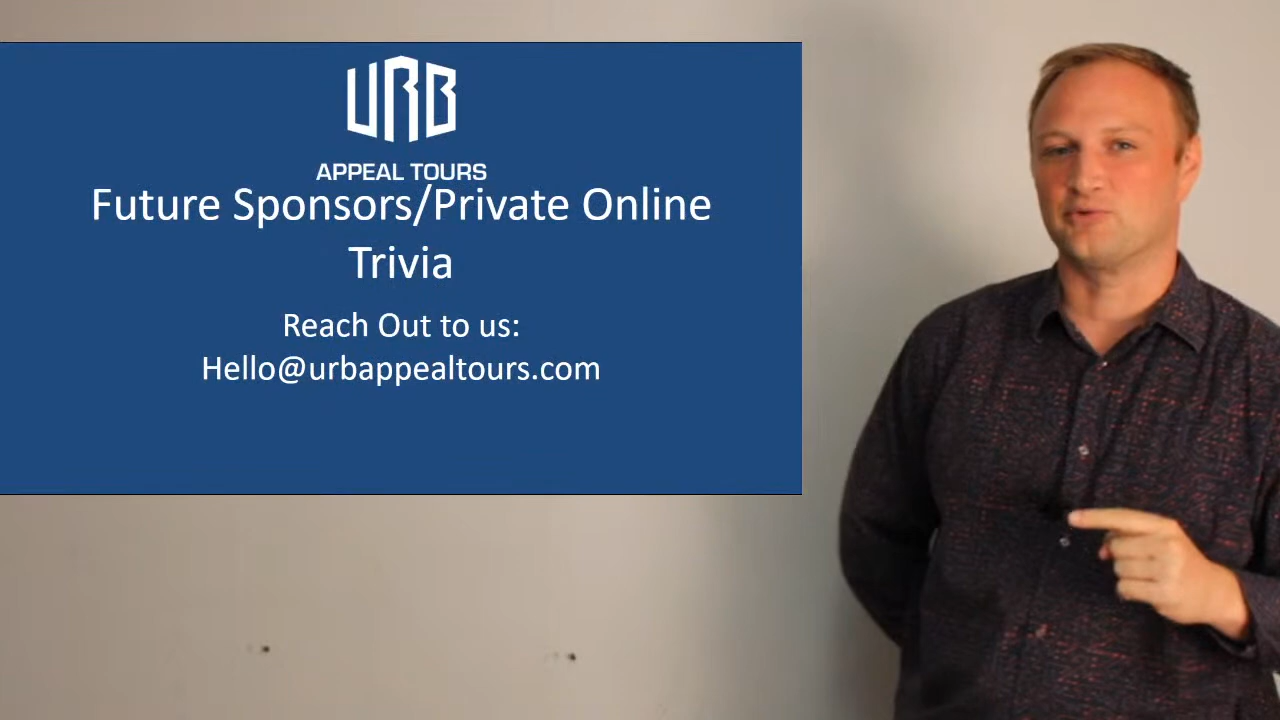 URB
APPEAL TOURS
Future Sponsors/Private Online
Trivia
Reach Out to us:
Hello@urbappealtours.com